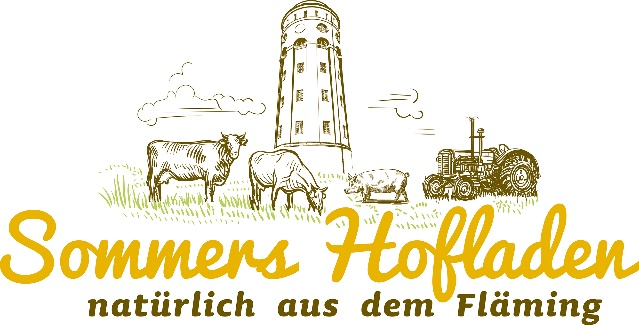 Sommers Hofladen
natürlich aus dem Fläming